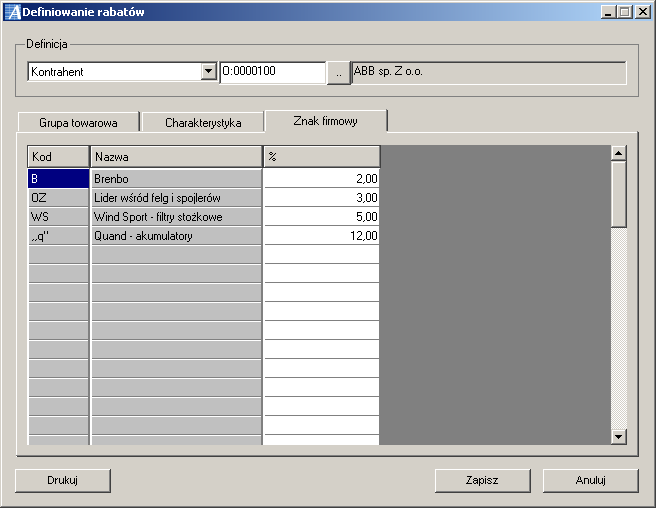 Definiowanie rabatów
Definicja
Kontrahent O:0000100 .. ABB sp. Z o.o.
Grupa towarowa Charakterystyka Znak firmowy
Kod Nazwa %
B Brenbo 2,00
OZ Lider wśród felg i spojlerów 3,00
WS Wind Sport - filtry stożkowe 5,00
,,q" Quand - akumulatory 12,00
Drukuj Zapisz Anuluj